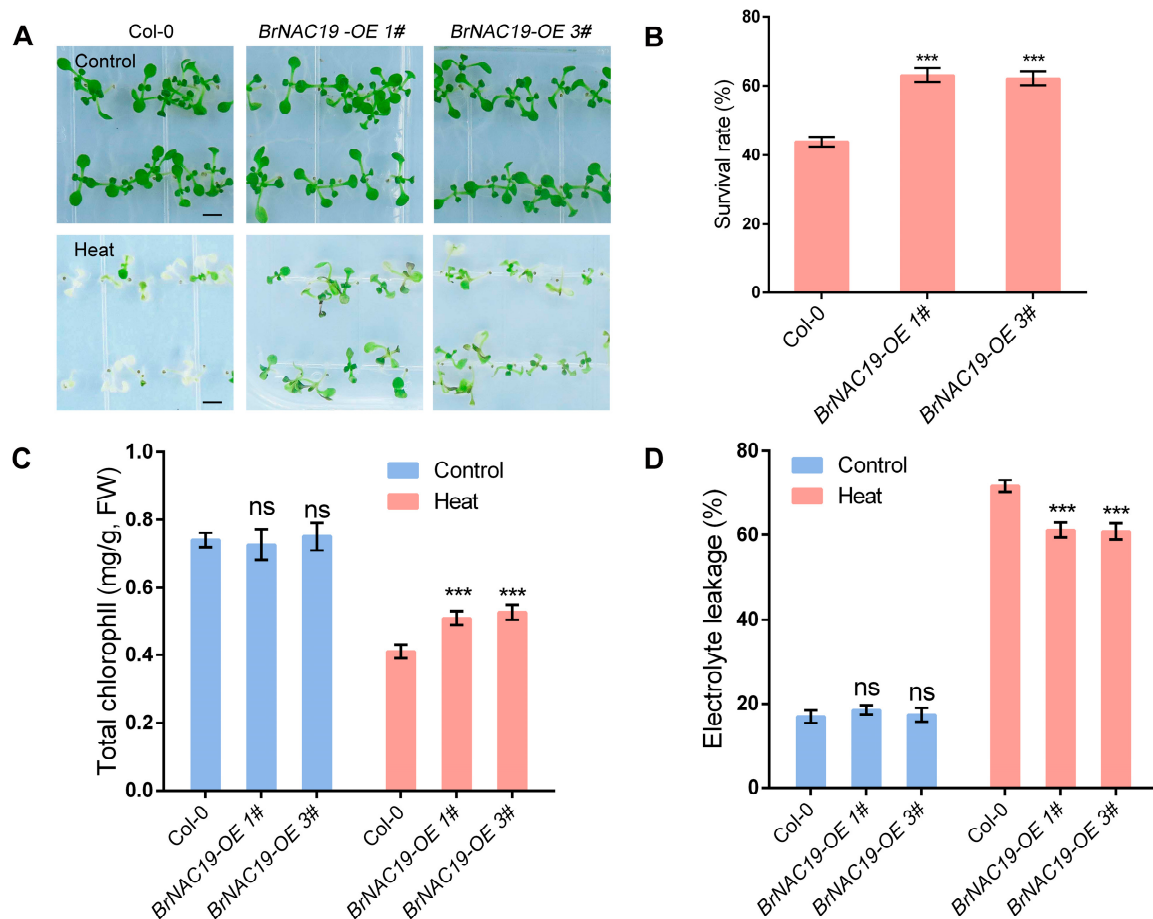 A
Col-0
BrNAC19 -OE 1#
BrNAC19-OE 3#
Control
Heat
B
Survival rate (%)
80
60
40
20
0
***
***
Col-0
BrNAC19-OE 1#
BrNAC19-OE 3#
C
Total chlorophII (mg/g, FW)
1.0
0.8
0.6
0.4
0.2
0.0
Control
Heat
ns
ns
***
***
Col-0
BrNAC19-OE 1#
BrNAC19-OE 3#
Col-0
BrNAC19-OE 1#
BrNAC19-OE 3#
D
Electrolyte leakage (%)
80
60
40
20
0
Control
Heat
ns
ns
***
***
Col-0
BrNAC19-OE 1#
BrNAC19-OE 3#
Col-0
BrNAC19-OE 1#
BrNAC19-OE 3#